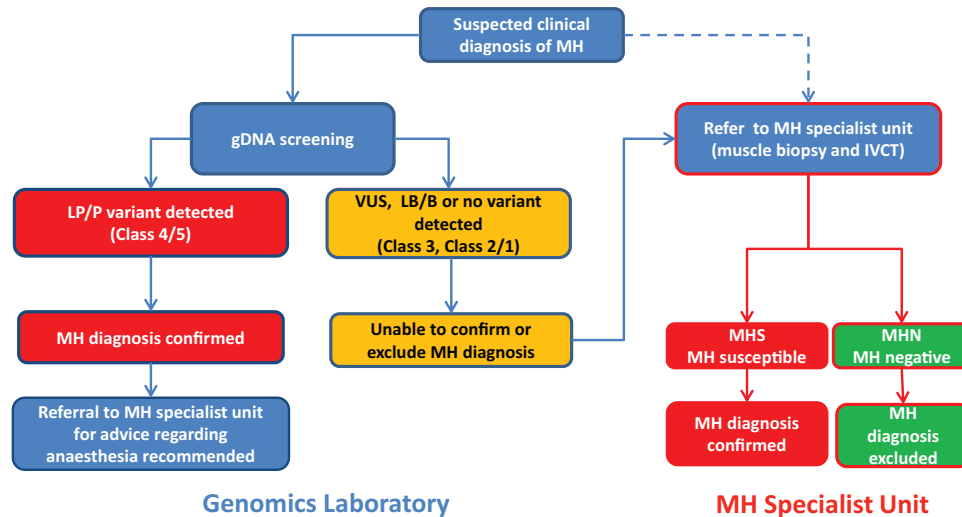 Suspected clinical
diagnosis of MH
gDNA screening
Refer to MH specialist unit
(muscle biopsy and IVCT)
LP/P variant detected
(Class 4/5)
VUS, LB/B or no variant
detected
(Class 3, Class 2/1)
MH diagnosis confirmed
Unable to confirm or
exclude MH diagnosis
MHS
MH susceptible
MHN
MH negative
Referral to MH specialist unit
for advice regarding
anaesthesia recommended
MH diagnosis
confirmed
MH
diagnosis
excluded
Genomics Laboratory
MH Specialist Unit